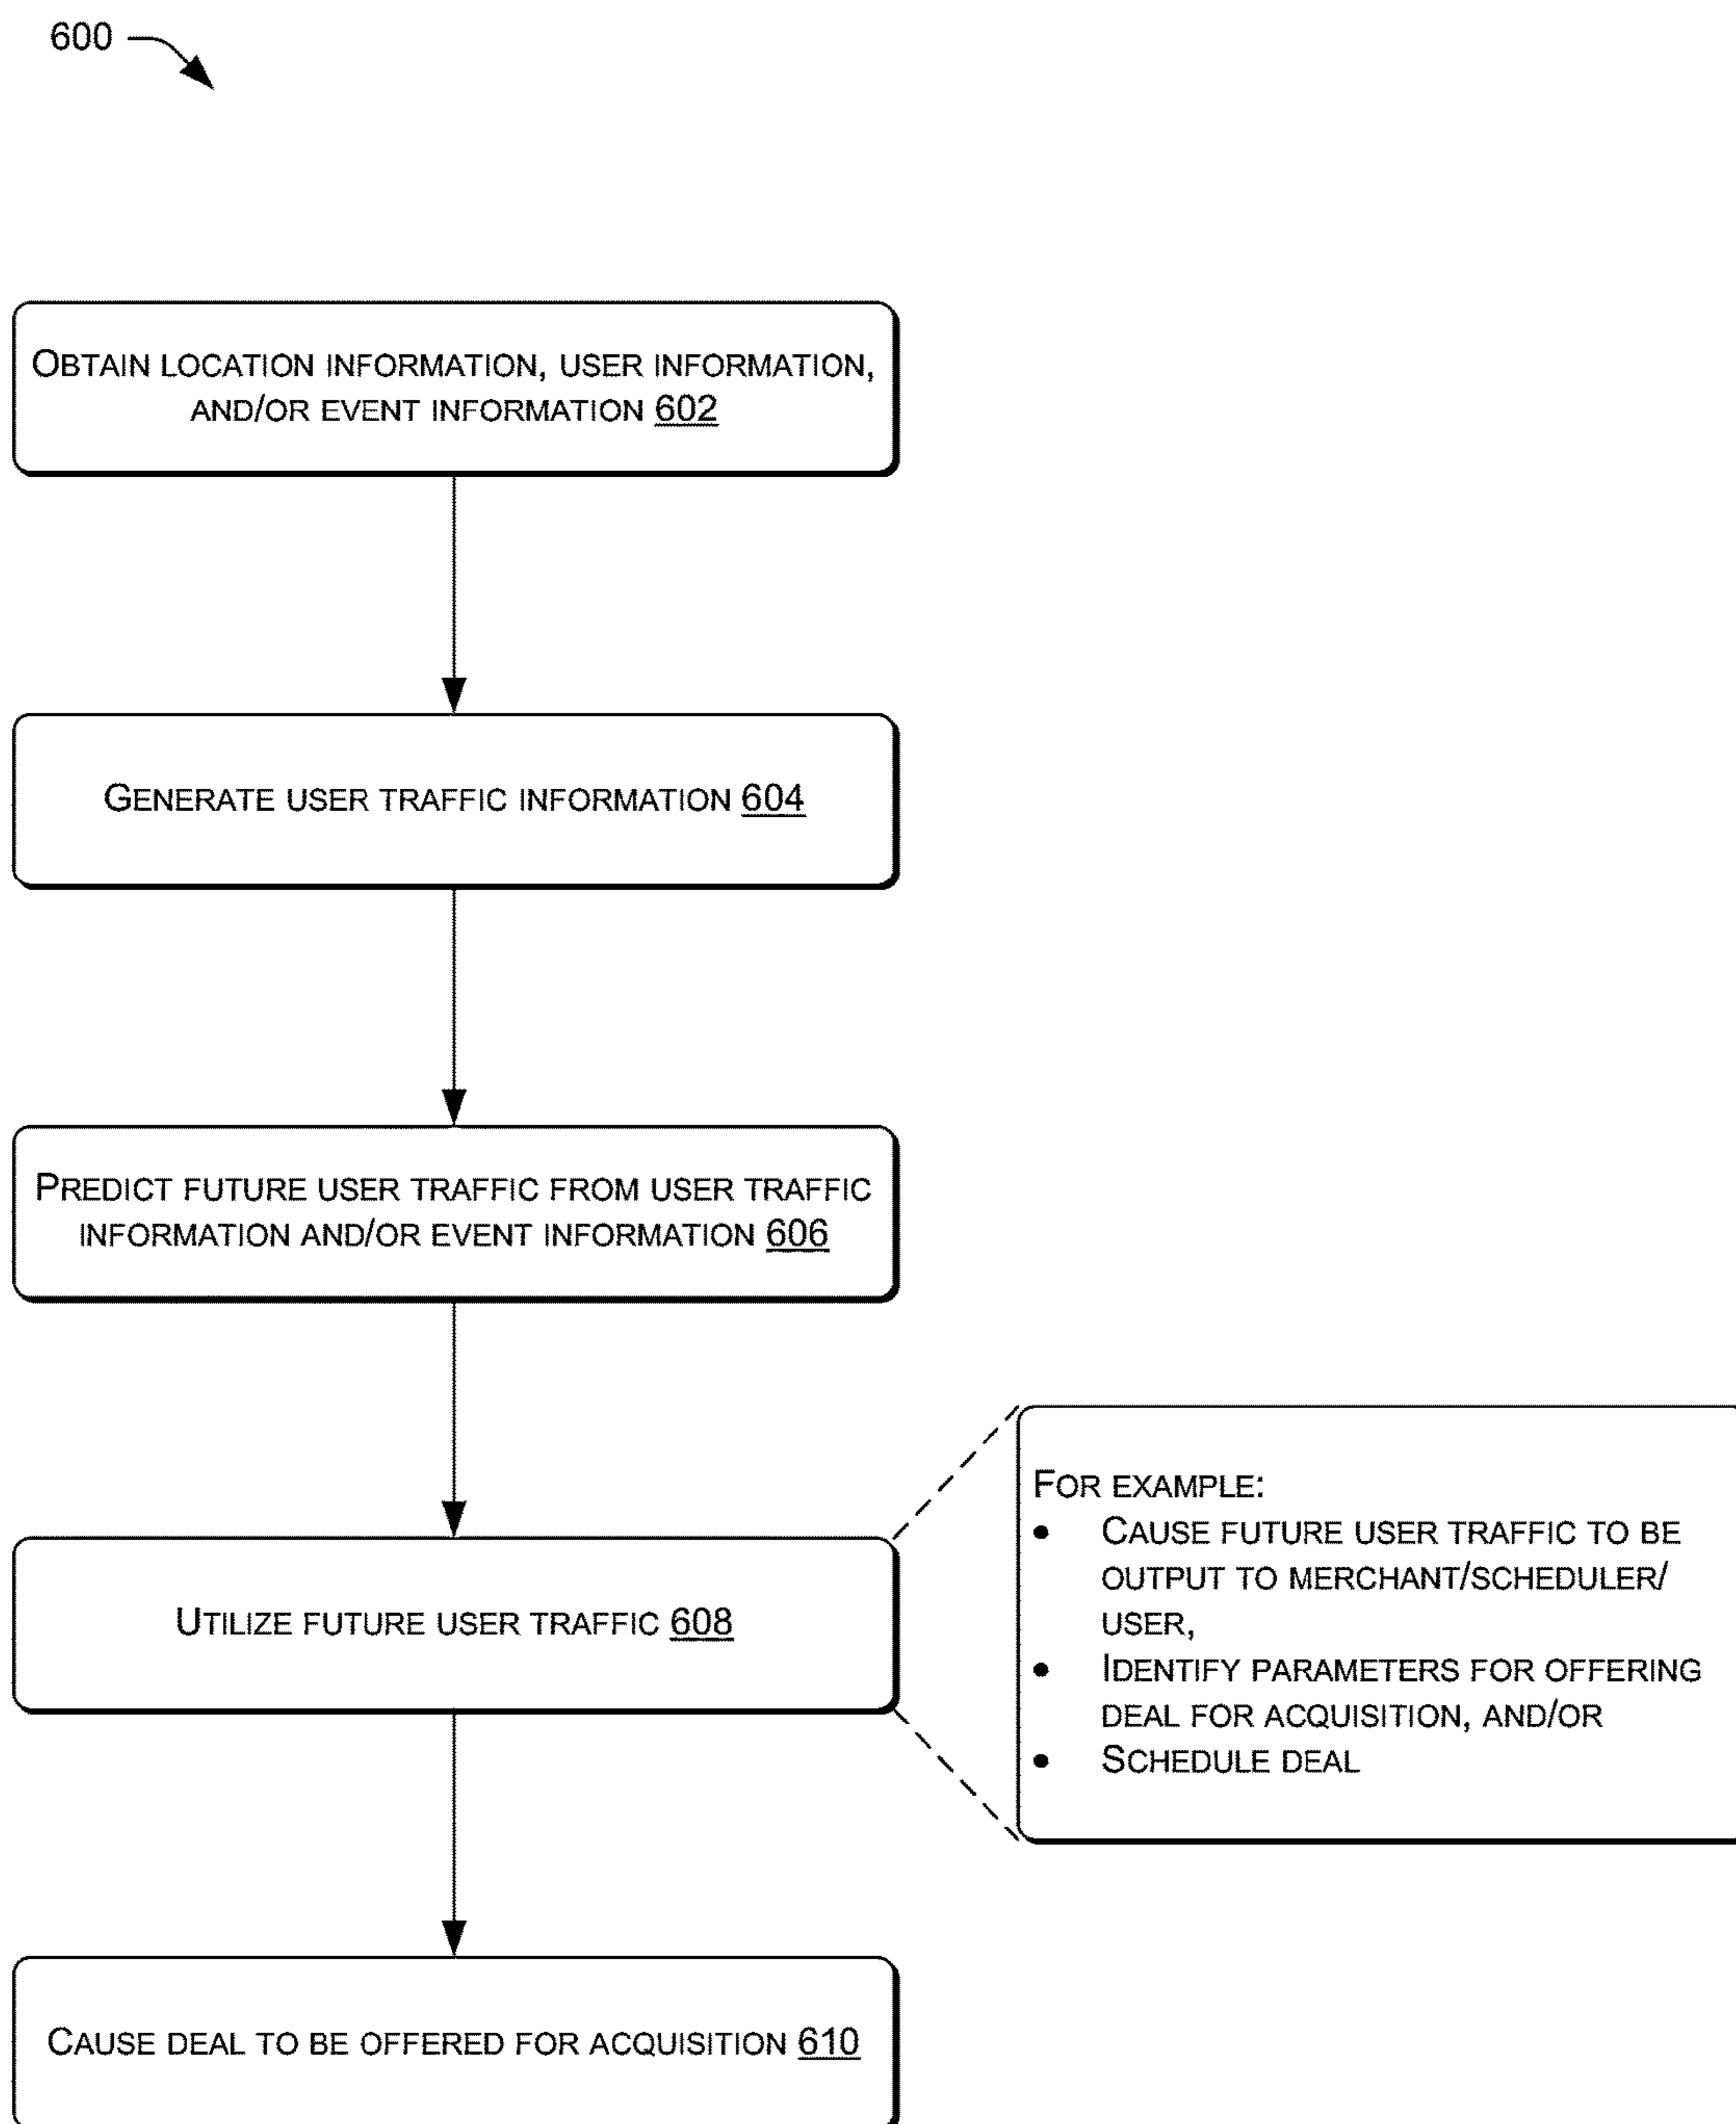 600
OBTAIN LOCATION INFORMATION, USER INFORMATION,
AND/OR EVENT INFORMATION 602
GENERATE USER TRAFFIC INFORMATION 604
PREDICT FUTURE USER TRAFFIC FROM USER TRAFFIC
INFORMATION AND/OR EVENT INFORMATION 606
UTILIZE FUTURE USER TRAFFIC 608
FOR EXAMPLE:
• CAUSE FUTURE USER TRAFFIC TO BE
OUTPUT TO MERCHANT/SCHEDULER/
USER,
• IDENTIFY PARAMETERS FOR OFFERING
DEAL FOR ACQUISITION, AND/OR
• SCHEDULE DEAL
CAUSE DEAL TO BE OFFERED FOR ACQUISITION 610